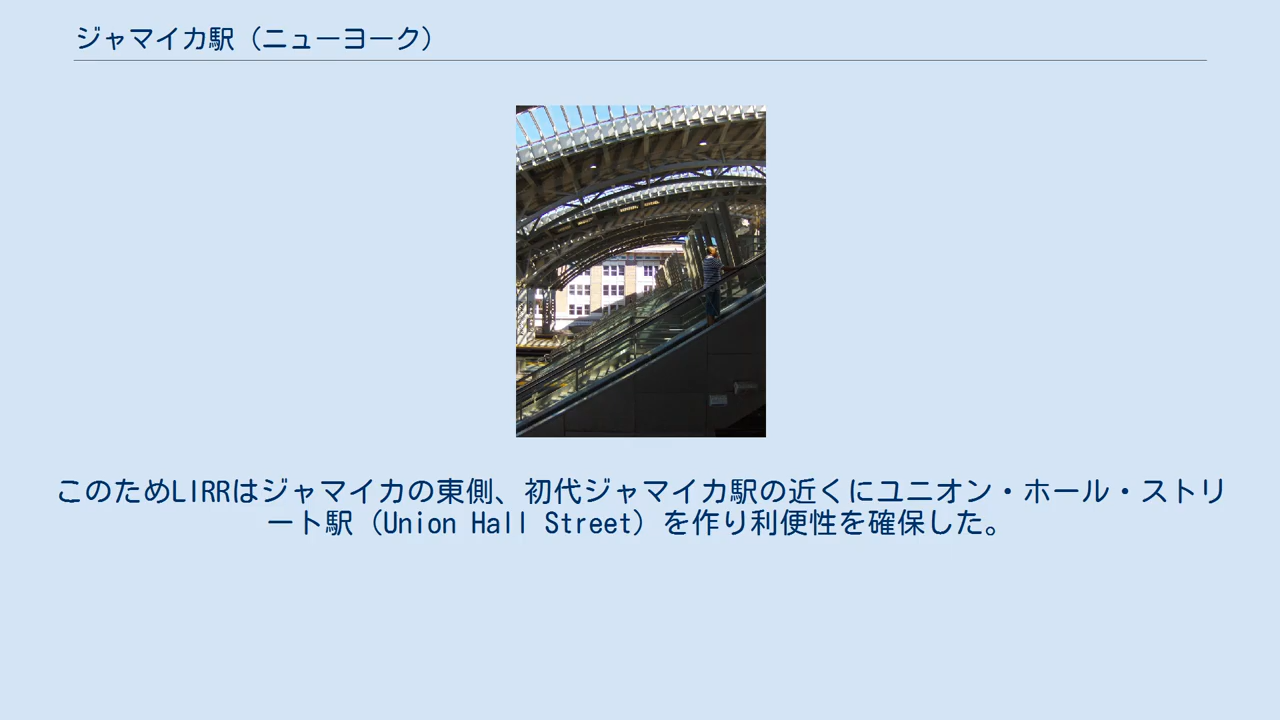 ジャマイカ駅（ニューヨーク）
このためLIRRはジャマイカの東側、初代ジャマイカ駅の近くにユニオン・ホール・ストリ
ート駅（Union Hall Street）を作り利便性を確保した。